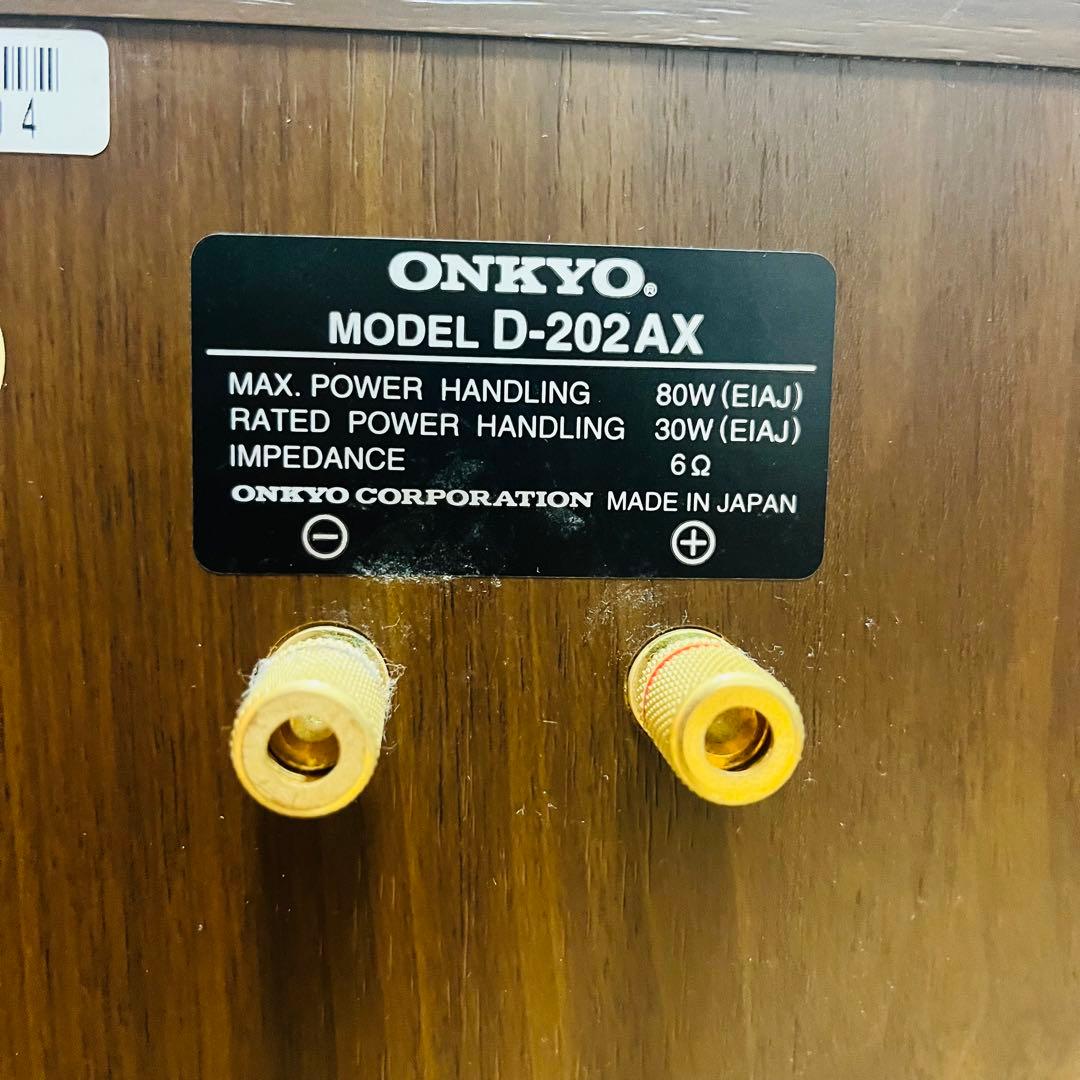 4
ONKYO®
MODEL D-202AX
MAX. POWER HANDLING 80W (EIAJ)
RATED POWER HANDLING 30W (EIAJ)
IMPEDANCE 6Ω
ONKYO CORPORATION MADE IN JAPAN
⊖ ⊕